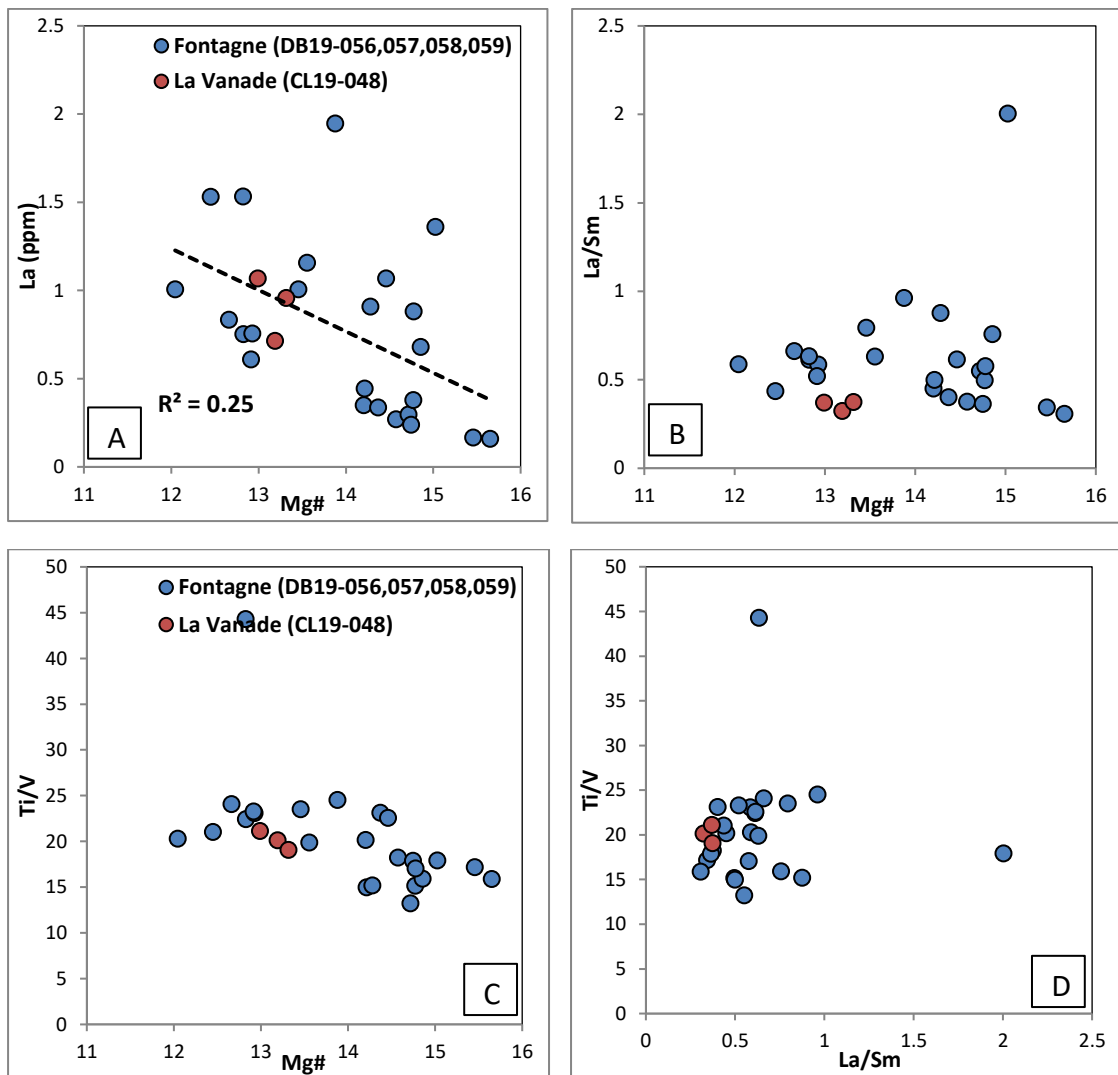 2.5
2
1.5
1
0.5
0
La (ppm)
Fontagne (DB19-056,057,058,059)
La Vanade (CL19-048)
R² = 0.25
A
11 12 13 14 15 16
Mg#
2.5
2
1.5
1
0.5
0
La/Sm
B
11 12 13 14 15 16
Mg#
50
45
40
35
30
25
20
15
10
5
0
Ti/V
Fontagne (DB19-056,057,058,059)
La Vanade (CL19-048)
C
11 12 13 14 15 16
Mg#
50
45
40
35
30
25
20
15
10
5
0
Ti/V
D
0 0.5 1 1.5 2 2.5
La/Sm